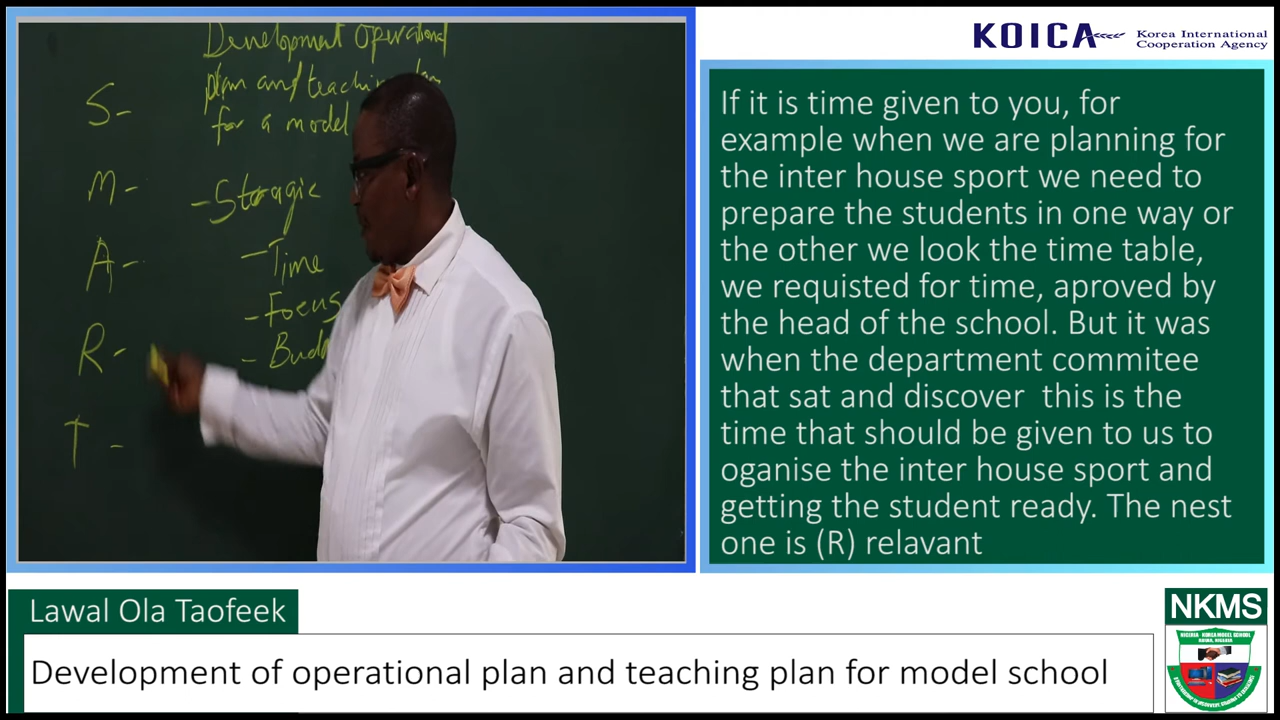 Development operational
plan and teaching
for a model
S-
M-
A-
R-
T-
- Stragic
- Time
- Focus
-
KOICA Korea International
Cooperation Agency
If it is time given to you, for
example when we are planning for
the inter house sport we need to
prepare the students in one way or
the other we look the time table,
we requisted for time, aproved by
the head of the school. But it was
when the department commitee
that sat and discover this is the
time that should be given to us to
oganise the inter house sport and
getting the student ready. The nest
one is (R) relavant
Lawal Ola Taofeek
Development of operational plan and teaching plan for model school
NKMS
NIGERIA KOREA MODEL SCHOOL